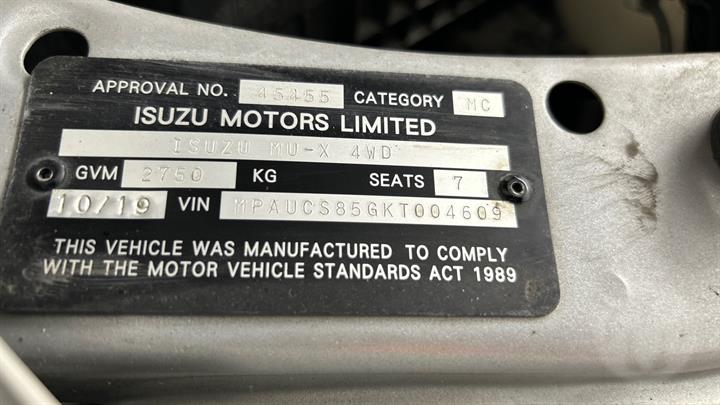 APPROVAL NO. 45455 CATEGORY MC
ISUZU MOTORS LIMITED
ISUZU MU-X 4WD
GVM 2750 KG SEATS 7
10/19 VIN MPAUCS85GKT004609
THIS VEHICLE WAS MANUFACTURED TO COMPLY
WITH THE MOTOR VEHICLE STANDARDS ACT 1989